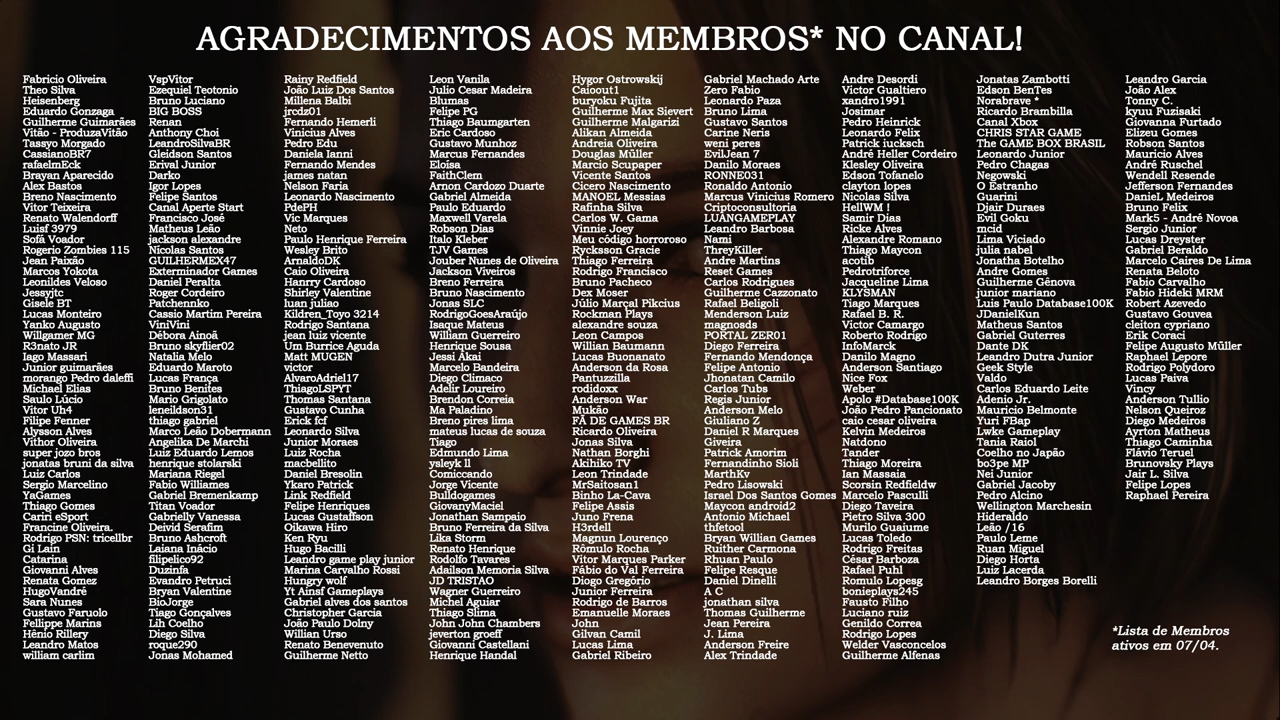 AGRADECIMENTOS AOS MEMBROS* NO CANAL!
Fabricio Oliveira
Theo Silva
Heisenberg
Eduardo Gonzaga
Guilherme Guimarães
Vitão - ProduzaVitão
Tassyo Morgado
CassianoBR7
rafaelmEck
Brayan Aparecido
Alex Bastos
Breno Nascimento
Vitor Teixeira
Renato Walendorff
Luisf 3979
Sofá Voador
Rogerio Zombies 115
Jean Paixão
Marcos Yokota
Leonildes Veloso
Jessyjtc
Gisele BT
Lucas Monteiro
Yanko Augusto
Willgamer MG
R3nato JR
Iago Massari
Junior guimarães
morango Pedro daleffi
Michael Elias
Saulo Lúcio
Vitor Uh4
Filipe Fenner
Alysson Alves
Vithor Oliveira
super jozo bros
jonatas bruni da silva
Luiz Carlos
Sergio Marcelino
YaGames
Thiago Gomes
Cariri eSport
Francine Oliveira.
Rodrigo PSN: tricellbr
Gi Lain
Catarina
Giovanni Alves
Renata Gomez
HugoVandré
Sara Nunes
Gustavo Faruolo
Fellippe Marins
Hênio Rillery
Leandro Matos
william carlim
VspVitor
Ezequiel Teotonio
Bruno Luciano
BIG BOSS
Renan
Anthony Choi
LeandroSilvaBR
Gleidson Santos
Erival Junior
Darko
Igor Lopes
Felipe Santos
Canal Aperte Start
Francisco José
Matheus Leão
jackson alexandre
Nicolas Santos
GUILHERMEX47
Exterminador Games
Daniel Peralta
Roger Cordeiro
Patchenko
Cassio Martim Pereira
ViniVini
Débora Ainoã
Bruno skyflier02
Natalia Melo
Eduardo Maroto
Lucas França
Bruno Benites
Mario Grigolato
leneildson31
thiago gabriel
Marco Leão Dobermann
Angelika De Marchi
Luiz Eduardo Lemos
henrique stolarski
Mariana Riegel
Fabio Williames
Gabriel Bremenkamp
Titan Voador
Gabrielly Vanessa
Deivid Serafim
Bruno Ashcroft
Laiana Inácio
filipelico92
Duzinfa
Evandro Petruci
Bryan Valentine
BioJorge
Tiago Gonçalves
Lih Coelho
Diego Silva
roque290
Jonas Mohamed
Rainy Redfield
João Luiz Dos Santos
Millena Balbi
jrodz01
Fernando Hemerli
Vinicius Alves
Pedro Edu
Daniela Ianni
Fernando Mendes
james natan
Nelson Faria
Leonardo Nascimento
PdePH
Vic Marques
Neto
Paulo Henrique Ferreira
Wesley Brito
ArnaldoDK
Caio Oliveira
Hanrry Cardoso
Shirley Valentine
luan juliao
Kildren_Toyo 3214
Rodrigo Santana
jean luiz vicente
Um Burrice Aguda
Matt MUGEN
victor
AlvaroAdriel17
ThiagoLSPYT
Thomas Santana
Gustavo Cunha
Erick fcf
Leonardo Silva
Junior Moraes
Luiz Rocha
macbellito
Daniel Bresolin
Ykaro Patrick
Link Redfield
Felipe Henriques
Lucas Gustaffson
Oikawa Hiro
Ken Ryu
Hugo Bacilli
Leandro game play junior
Marina Carvalho Rossi
Hungry wolf
Yt Ainsf Gameplays
Gabriel alves dos santos
Christopher Garcia
João Paulo Dolny
Willian Urso
Renato Benevenuto
Guilherme Netto
Leon Vanila
Julio Cesar Madeira
Blumas
Felipe PG
Thiago Baumgarten
Eric Cardoso
Gustavo Munhoz
Marcus Fernandes
Eloísa
FaithClem
Arnon Cardozo Duarte
Gabriel Almeida
Paulo Eduardo
Maxwell Varela
Robson Dias
Italo Kleber
TJV Games
Jouber Nunes de Oliveira
Jackson Viveiros
Breno Ferreira
Bruno Nascimento
Jonas SLC
RodrigoGoesAraújo
Isaque Mateus
William Guerreiro
Henrique Sousa
Jessi Akai
Marcelo Bandeira
Diego Climaco
Adelir Loureiro
Brendon Correia
Ma Paladino
Breno pires lima
mateus lucas de souza
Tiago
Edmundo Lima
ysleyk ll
Comiccando
Jorge Vicente
Bulldogames
GiovanyMaciel
Jonathan Sampaio
Bruno Ferreira da Silva
Lika Storm
Renato Henrique
Rodolfo Tavares
Adailson Memoria Silva
JD TRISTAO
Wagner Guerreiro
Michel Aguiar
Thiago Slima
John John Chambers
jeverton groeff
Giovanni Castellani
Henrique Handal
Hygor Ostrowskij
Caioout1
buryoku Fujita
Guilherme Max Sievert
Guilherme Malgarizi
Alikan Almeida
Andreia Oliveira
Douglas Müller
Marcio Scupaper
Vicente Santos
Cicero Nascimento
MANOEL Messias
Rafinha Silva
Carlos W. Gama
Vinnie Joey
Meu código horroroso
Rycksson Gracie
Thiago Ferreira
Rodrigo Francisco
Bruno Pacheco
Dex Moser
Júlio Marçal Pikcius
Rockman Plays
alexandre souza
Leon Campos
Willian Baumann
Lucas Buonanato
Anderson da Rosa
Pantuzzilla
rodidoxx
Anderson War
Mukão
FÃ DE GAMES BR
Ricardo Oliveira
Jonas Silva
Nathan Borghi
Akihiko TV
Leon Trindade
MrSaitosan1
Binho La-Cava
Felipe Assis
Juno Frena
H3rdell
Magnun Lourenço
Rômulo Rocha
Vitor Marques Parker
Fábio do Val Ferreira
Diogo Gregório
Junior Ferreira
Rodrigo de Barros
Emanuelle Moraes
John
Gilvan Camil
Lucas Lima
Gabriel Ribeiro
Gabriel Machado Arte
Zero Fabio
Leonardo Paza
Bruno Lima
Gustavo Santos
Carine Neris
weni peres
EvilJean 7
Danilo Moraes
RONNE031
Ronaldo Antonio
Marcus Vinicius Romero
Criptoconsultoria
LUANGAMEPLAY
Leandro Barbosa
Nami
ThreyKiller
Andre Martins
Reset Games
Carlos Rodrigues
Guilherme Cazzonato
Rafael Beligoli
Menderson Luiz
magnosds
PORTAL ZER01
Diego Ferreira
Fernando Mendonça
Felipe Antonio
Jhonatan Camilo
Carlos Tubs
Regis Junior
Anderson Melo
Giuliano Z
Daniel R Marques
Giveira
Patrick Amorim
Fernandinho Sioli
MarthKv
Pedro Lisowski
Israel Dos Santos Gomes
Maycon android2
Antonio Michael
thfetool
Bryan Willian Games
Ruither Carmona
Rhuan Paulo
Felipe Resque
Daniel Dinelli
A C
jonathan silva
Thomas Guilherme
Jean Pereira
J. Lima
Anderson Freire
Alex Trindade
Andre Desordi
Victor Gualtiero
xandro1991
Josimar
Pedro Heinrick
Leonardo Felix
Patrick iucksch
André Heller Cordeiro
Klesley Oliveira
Edson Tofanelo
clayton lopes
Nicolas Silva
HellWM !
Samir Dias
Ricke Alves
Alexandre Romano
Thiago Maycon
acotib
Pedrotriforce
Jacqueline Lima
KLYSMAN
Tiago Marques
Rafael B. R.
Victor Camargo
Roberto Rodrigo
InfoMarck
Danilo Magno
Anderson Santiago
Nice Fox
Weber
Apolo #Database100K
João Pedro Pancionato
caio cesar oliveira
Kelvin Medeiros
Natdono
Tander
Thiago Moreira
Ian Massaia
Scorsin Redfieldw
Marcelo Pasculli
Diego Taveira
Pietro Silva 300
Murilo Guaiume
Lucas Toledo
Rodrigo Freitas
César Barboza
Rafael Puhl
Romulo Lopesg
bonieplays245
Fausto Filho
Luciano ruiz
Genildo Correa
Rodrigo Lopes
Welder Vasconcelos
Guilherme Alfenas
Jonatas Zambotti
Edson BenTes
Norabrave *
Ricardo Brambilla
Canal Xbox
CHRIS STAR GAME
The GAME BOX BRASIL
Leonardo Junior
Pedro Chagas
Negowski
O Estranho
Guarini
Djair Duraes
Evil Goku
mcid
Lima Viciado
julia nabel
Jonatha Botelho
Andre Gomes
Guilherme Gênova
junior mariano
Luis Paulo Database100K
JDanielKun
Matheus Santos
Gabriel Guterres
Dante DK
Leandro Dutra Junior
Geek Style
Valdo
Carlos Eduardo Leite
Adenio Jr.
Mauricio Belmonte
Yuri FBap
Lwke Gameplay
Tania Raiol
Coelho no Japão
bo3pe MP
Nei Junior
Gabriel Jacoby
Pedro Alcino
Wellington Marchesin
Hideraldo
Leão /16
Paulo Leme
Ruan Miguel
Diego Horta
Luiz Lacerda
Leandro Borges Borelli
Leandro Garcia
João Alex
Tonny C.
kyuu Fuzisaki
Giovanna Furtado
Elizeu Gomes
Robson Santos
Mauricio Alves
André Ruschel
Wendell Resende
Jefferson Fernandes
DanieL Medeiros
Bruno Felix
Mark5 - André Novoa
Sergio Junior
Lucas Dreyster
Gabriel Beraldo
Marcelo Caires De Lima
Renata Beloto
Fabio Carvalho
Fabio Hideki MRM
Robert Azevedo
Gustavo Gouvea
cleiton cypriano
Erik Coraci
Felipe Augusto Müller
Raphael Lepore
Rodrigo Polydoro
Lucas Paiva
Wincy
Anderson Tullio
Nelson Queiroz
Diego Medeiros
Ayrton Matheus
Thiago Caminha
Flávio Teruel
Brunovsky Plays
Jair L. Silva
Felipe Lopes
Raphael Pereira
*Lista de Membros
ativos em 07/04.